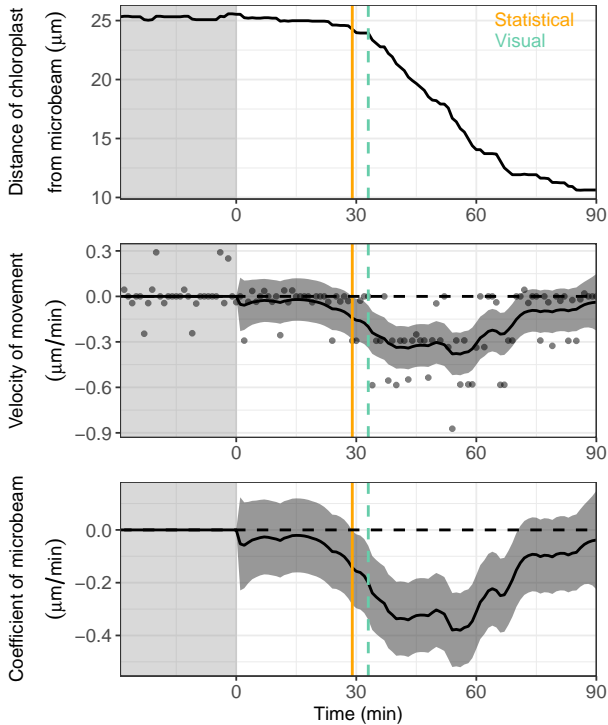 Distance of chloroplast
from microbeam (μm)
25
20
15
10
Statistical
Visual
0
30
60
90
Velocity of movement
(μm/min)
0.3
0.0
-0.3
-0.6
-0.9
0
30
60
90
Coefficient of microbeam
(μm/min)
0.0
-0.2
-0.4
0
30
60
90
Time (min)